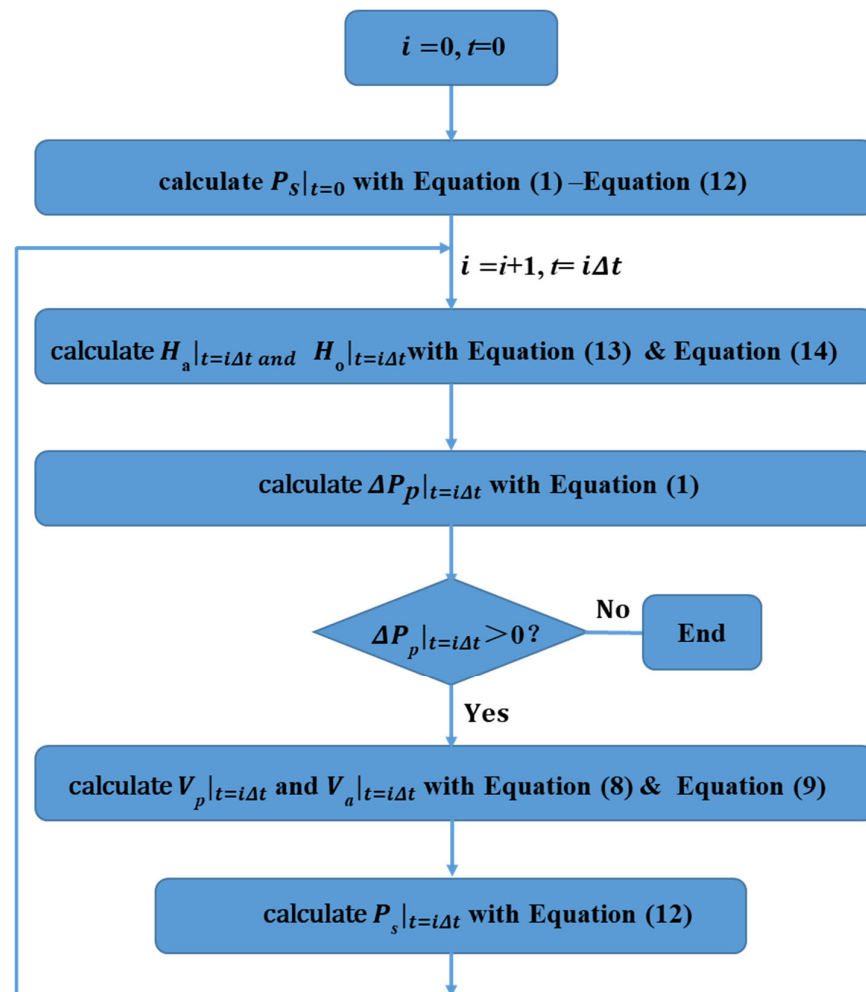 i =0, t=0
calculate P_s|_{t=0} with Equation (1) –Equation (12)
i =i+1, t= iΔt
calculate H_a|_{t=iΔt and} H_o|_{t=iΔt} with Equation (13) & Equation (14)
calculate ΔP_p|_{t=iΔt} with Equation (1)
ΔP_p|_{t=iΔt} >0?
No
End
Yes
calculate V_p|_{t=iΔt} and V_a|_{t=iΔt} with Equation (8) & Equation (9)
calculate P_s|_{t=iΔt} with Equation (12)